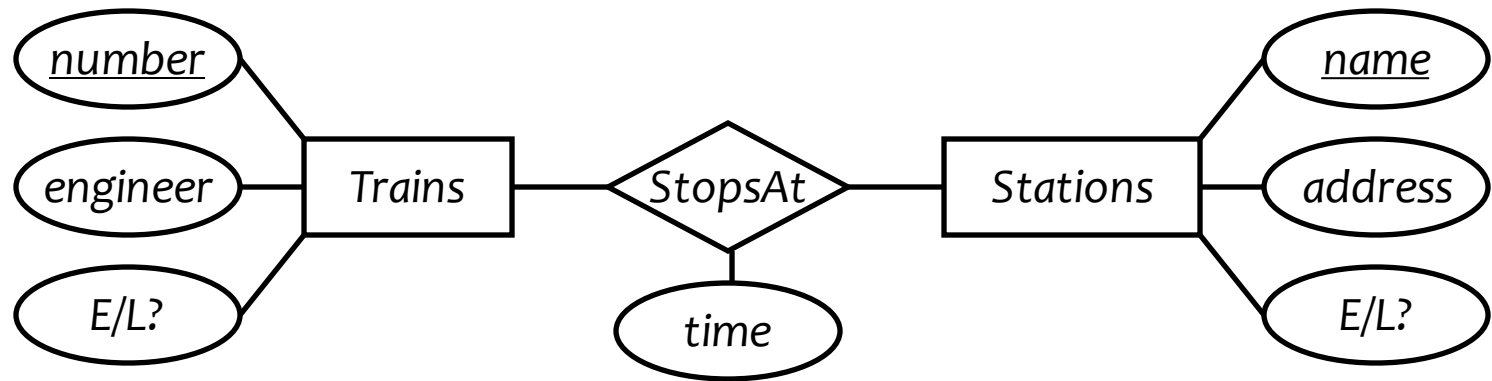 number
name
engineer
Trains
StopsAt
Stations
address
E/L?
time
E/L?